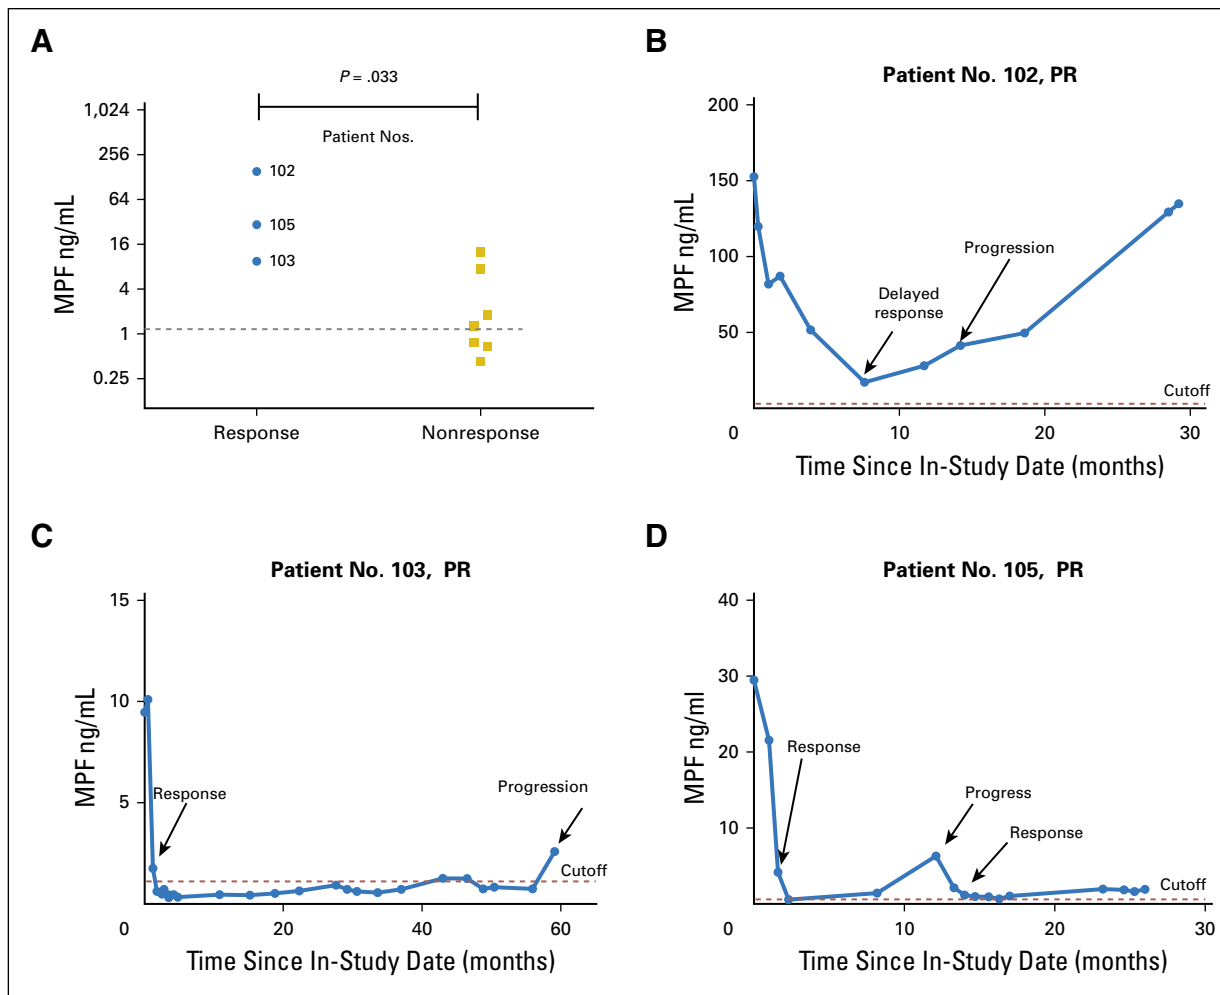 A
P = .033
Patient Nos.
MPF ng/mL
1,024
256
64
16
4
1
0.25
102
105
103
Response
Nonresponse
B
Patient No. 102, PR
MPF ng/mL
200
150
100
50
0
10
20
30
Delayed
response
Progression
Cutoff
Time Since In-Study Date (months)
C
Patient No. 103, PR
MPF ng/mL
15
10
5
0
20
40
60
Response
Progression
Cutoff
Time Since In-Study Date (months)
D
Patient No. 105, PR
MPF ng/ml
40
30
20
10
0
10
20
30
Response
Progress
Response
Cutoff
Time Since In-Study Date (months)